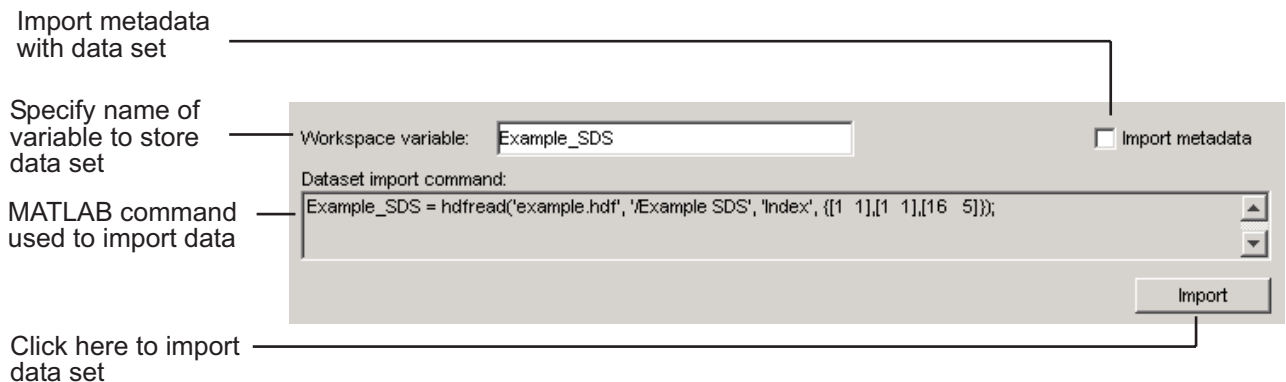 Import metadata
with data set
Specify name of
variable to store
data set
Workspace variable: Example_SDS
Import metadata
Dataset import command:
MATLAB command
used to import data
Example_SDS = hdfread('example.hdf', '/Example SDS', 'Index', {[1  1],[1  1],[16  5]});
Import
Click here to import
data set